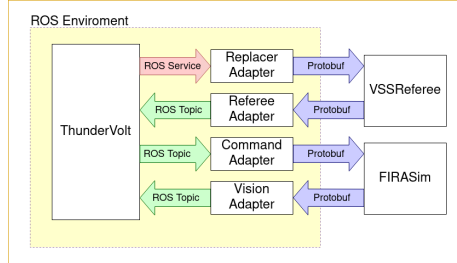 ROS Enviroment
ThunderVolt
ROS Service
Replacer
Adapter
Protobuf
VSSReferee
ROS Topic
Referee
Adapter
Protobuf
ROS Topic
Command
Adapter
Protobuf
FIRASim
ROS Topic
Vision
Adapter
Protobuf